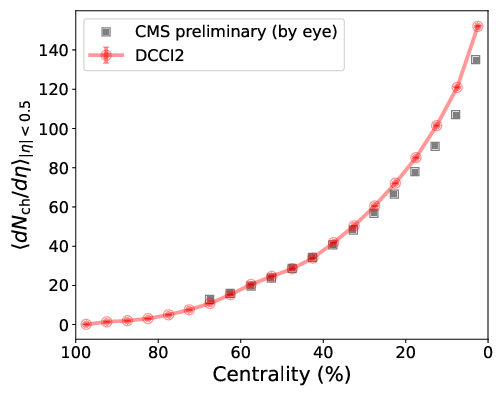 CMS preliminary (by eye)
DCCI2
⟨dN_ch/dη⟩_|η|<0.5
140
120
100
80
60
40
20
0
100 80 60 40 20 0
Centrality (%)